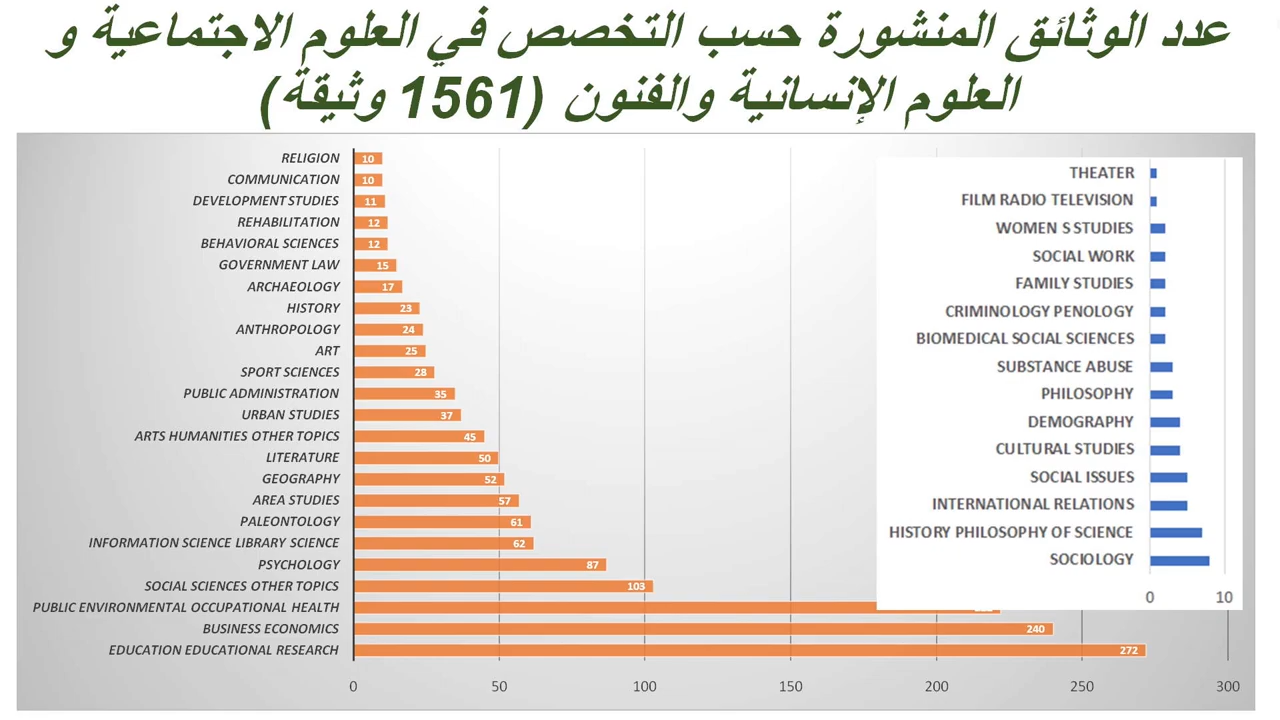 عدد الوثائق المنشورة حسب التخصص في العلوم الاجتماعية و
العلوم الإنسانية والفنون (1561 وثيقة)
RELIGION 10
COMMUNICATION 10
DEVELOPMENT STUDIES 11
REHABILITATION 12
BEHAVIORAL SCIENCES 12
GOVERNMENT LAW 15
ARCHAEOLOGY 17
HISTORY 23
ANTHROPOLOGY 24
ART 25
SPORT SCIENCES 28
PUBLIC ADMINISTRATION 35
URBAN STUDIES 37
ARTS HUMANITIES OTHER TOPICS 45
LITERATURE 50
GEOGRAPHY 52
AREA STUDIES 57
PALEONTOLOGY 61
INFORMATION SCIENCE LIBRARY SCIENCE 62
PSYCHOLOGY 87
SOCIAL SCIENCES OTHER TOPICS 103
PUBLIC ENVIRONMENTAL OCCUPATIONAL HEALTH
BUSINESS ECONOMICS 240
EDUCATION EDUCATIONAL RESEARCH 272
0 50 100 150 200 250 300
THEATER
FILM RADIO TELEVISION
WOMEN S STUDIES
SOCIAL WORK
FAMILY STUDIES
CRIMINOLOGY PENOLOGY
BIOMEDICAL SOCIAL SCIENCES
SUBSTANCE ABUSE
PHILOSOPHY
DEMOGRAPHY
CULTURAL STUDIES
SOCIAL ISSUES
INTERNATIONAL RELATIONS
HISTORY PHILOSOPHY OF SCIENCE
SOCIOLOGY
0 10